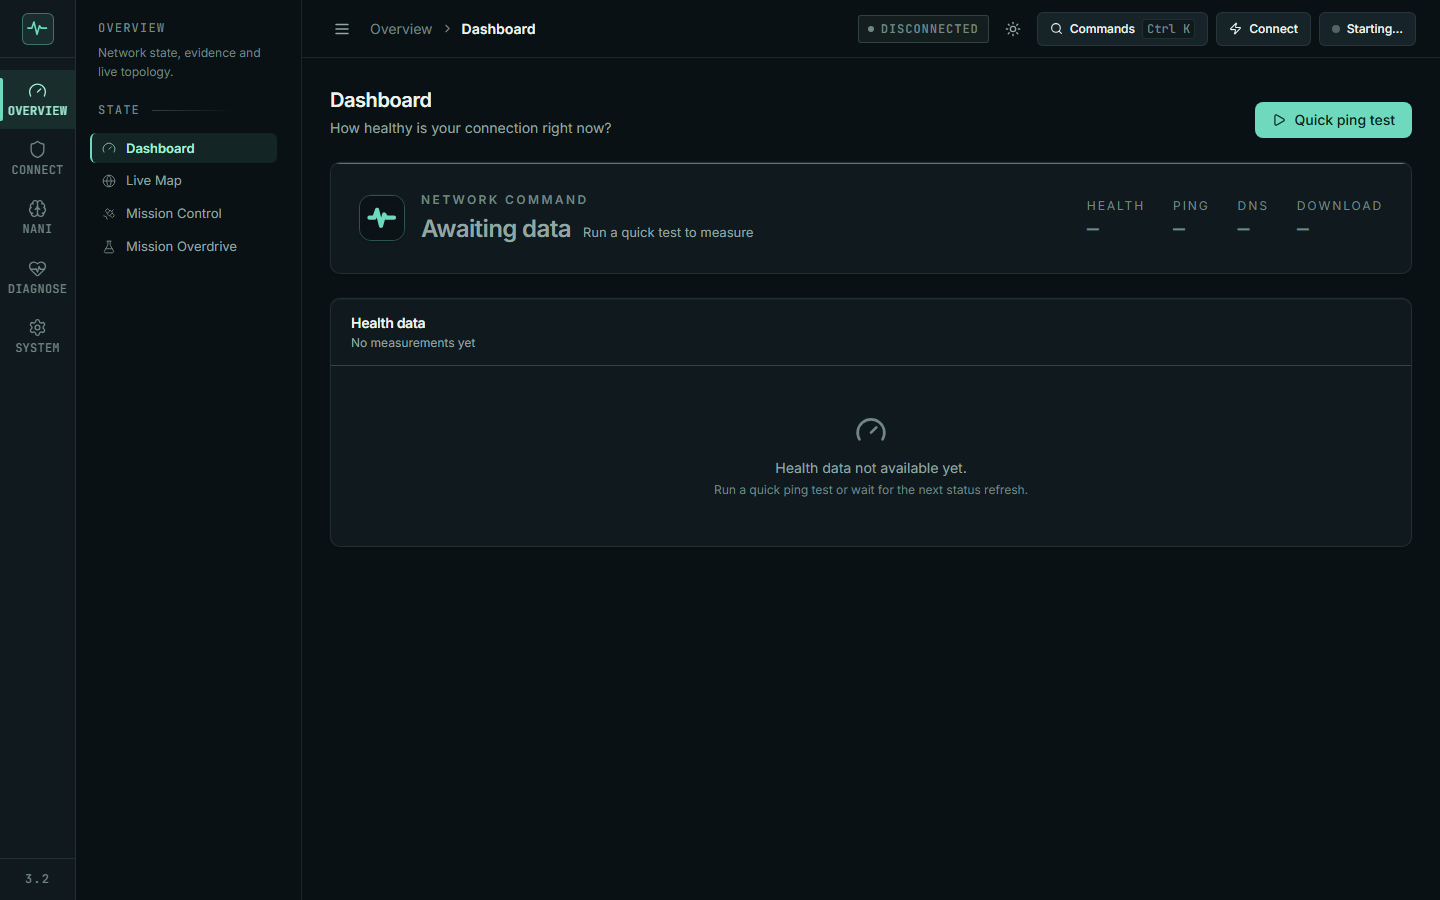 OVERVIEW
CONNECT
NANI
DIAGNOSE
SYSTEM
3.2
OVERVIEW
Network state, evidence and
live topology.
STATE
Dashboard
Live Map
Mission Control
Mission Overdrive
Overview > Dashboard
DISCONNECTED
Commands Ctrl K
Connect
Starting...
Dashboard
How healthy is your connection right now?
Quick ping test
NETWORK COMMAND
Awaiting data Run a quick test to measure
HEALTH PING DNS DOWNLOAD
– – – –
Health data
No measurements yet
Health data not available yet.
Run a quick ping test or wait for the next status refresh.